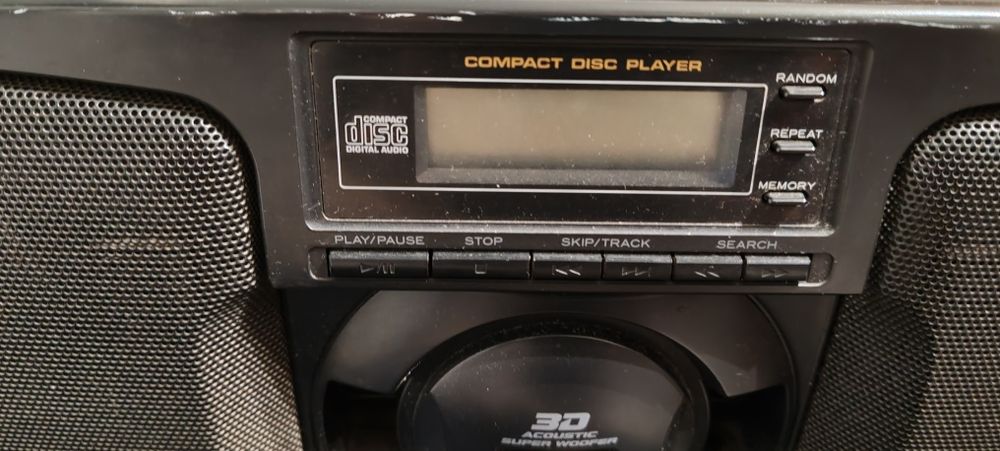 COMPACT DISC PLAYER
RANDOM
COMPACT
disc
DIGITAL AUDIO
REPEAT
MEMORY
PLAY/PAUSE STOP SKIP/TRACK SEARCH
3D
ACOUSTIC
SUPER WOOFER